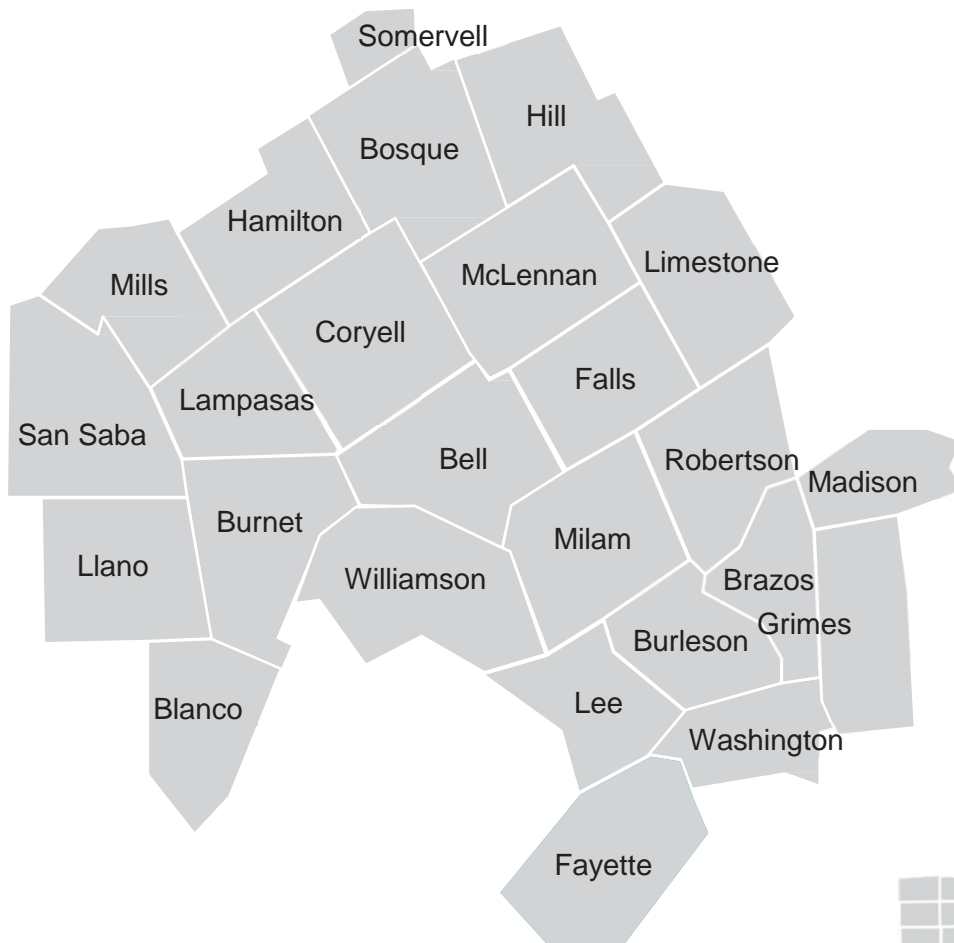 Somervell
Hill
Bosque
Hamilton
Limestone
McLennan
Mills
Coryell
Falls
Lampasas
San Saba
Bell
Robertson
Madison
Burnet
Milam
Llano
Williamson
Brazos
Grimes
Burleson
Lee
Blanco
Washington
Fayette